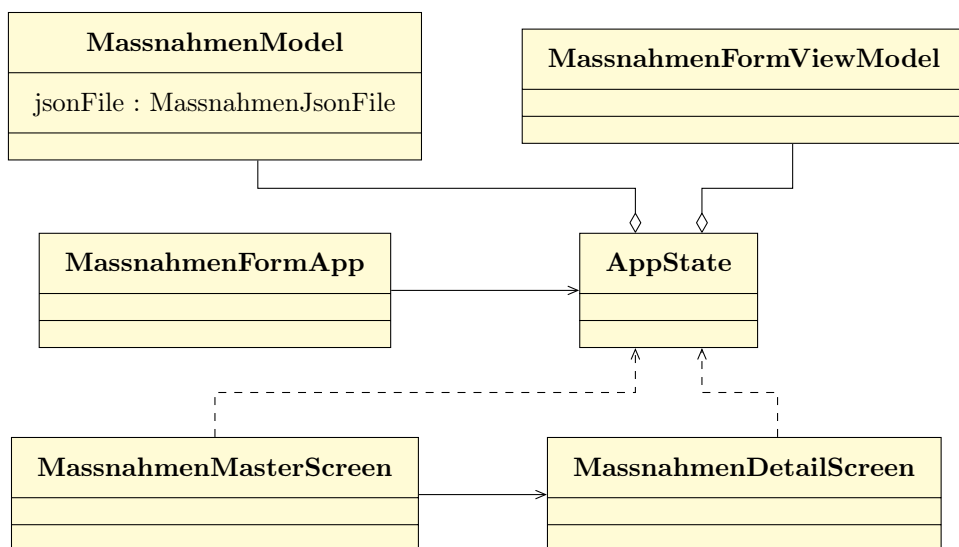 MassnahmenModel
jsonFile : MassnahmenJsonFile
MassnahmenFormViewModel
MassnahmenFormApp
AppState
MassnahmenMasterScreen
MassnahmenDetailScreen